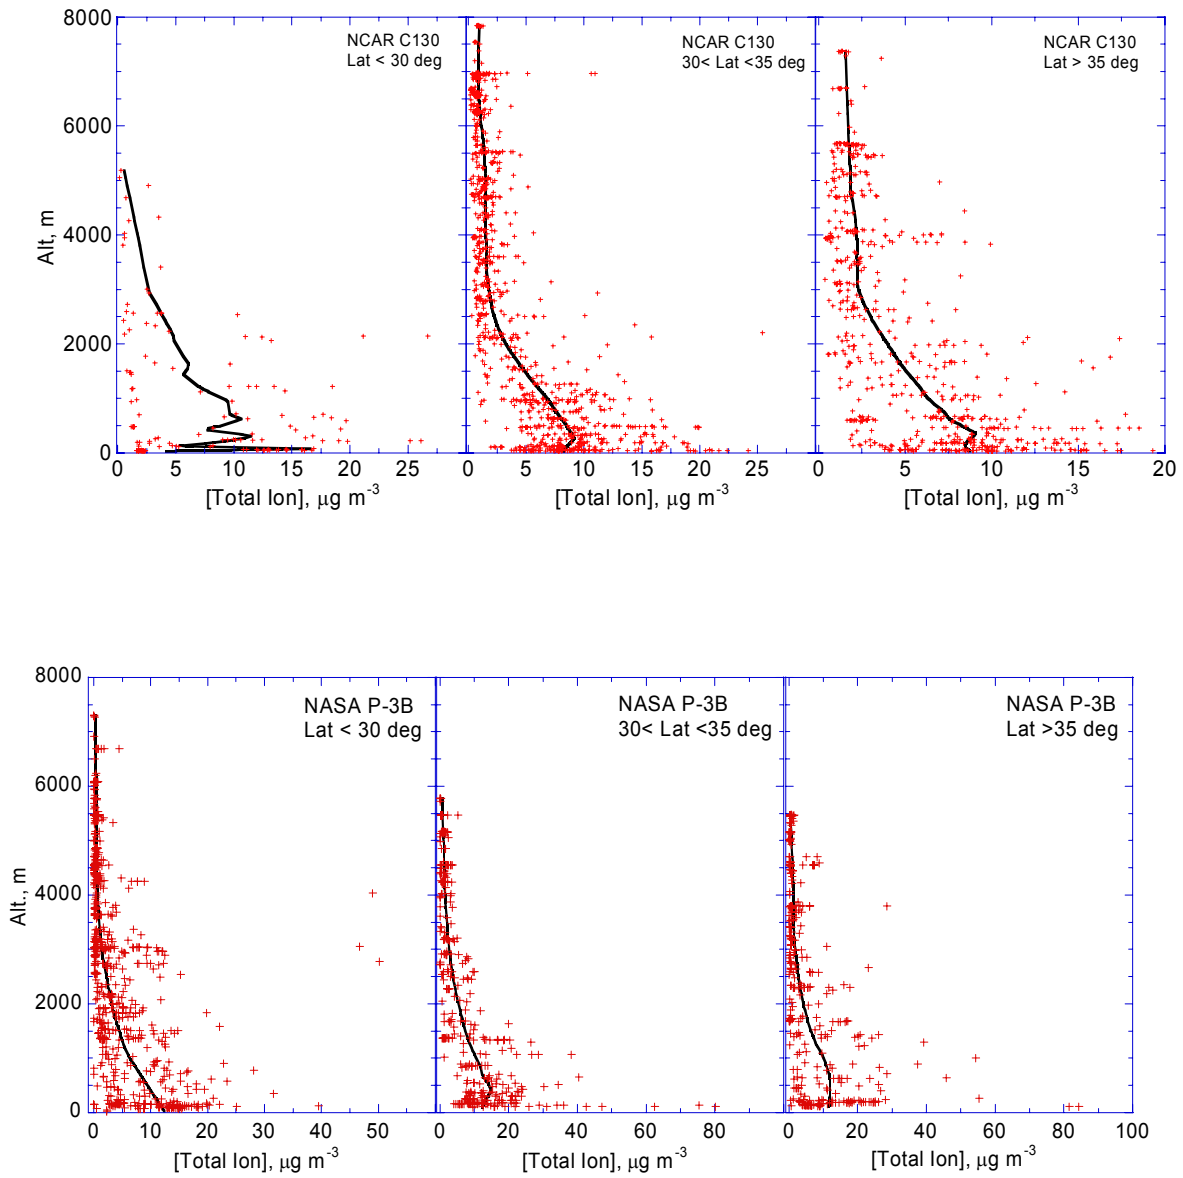 8000
6000
4000
2000
0
Alt, m
NCAR C130
Lat < 30 deg
NCAR C130
30< Lat <35 deg
NCAR C130
Lat > 35 deg
0 5 10 15 20 25
0 5 10 15 20 25
0 5 10 15 20
[Total Ion], μg m-3
[Total Ion], μg m-3
[Total Ion], μg m-3
8000
6000
4000
2000
0
Alt., m
NASA P-3B
Lat < 30 deg
NASA P-3B
30< Lat <35 deg
NASA P-3B
Lat >35 deg
0 10 20 30 40 50
0 20 40 60 80
0 20 40 60 80 100
[Total Ion], μg m-3
[Total Ion], μg m-3
[Total Ion], μg m-3